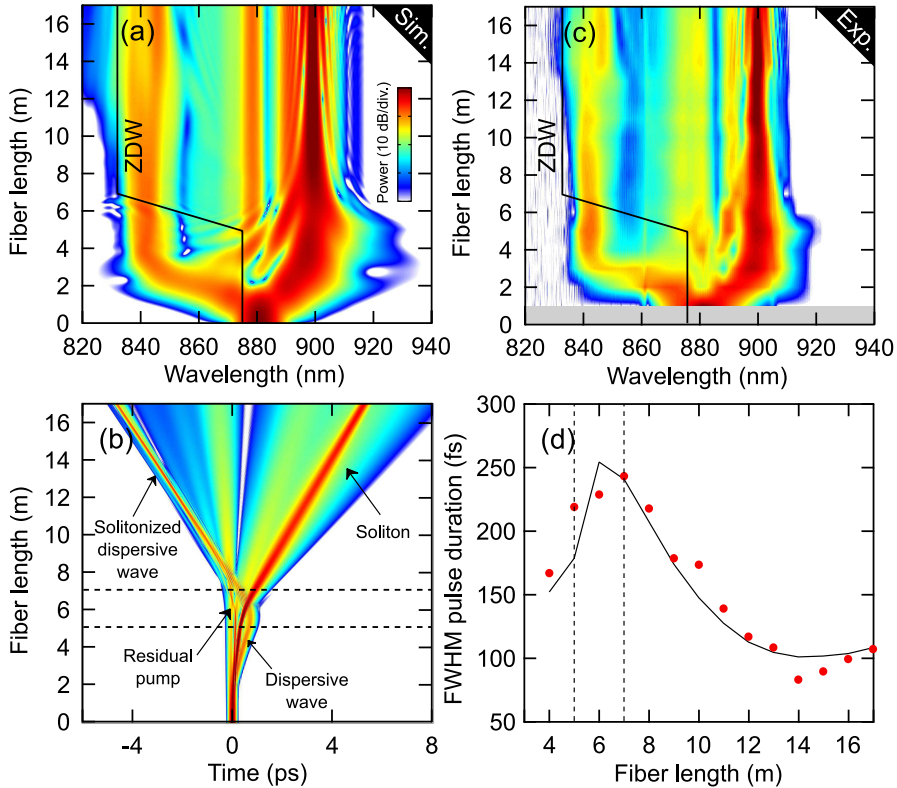 (a)
Sim.
Fiber length (m)
16
14
12
10
8
6
4
2
0
ZDW
Power (10 dB/div.)
820 840 860 880 900 920 940
Wavelength (nm)
(c)
Exp.
Fiber length (m)
16
14
12
10
8
6
4
2
0
ZDW
820 840 860 880 900 920 940
Wavelength (nm)
(b)
Fiber length (m)
16
14
12
10
8
6
4
2
0
Solitonized
dispersive
wave
Soliton
Residual
pump
Dispersive
wave
-4 0 4 8
Time (ps)
(d)
FWHM pulse duration (fs)
300
250
200
150
100
50
4 6 8 10 12 14 16
Fiber length (m)